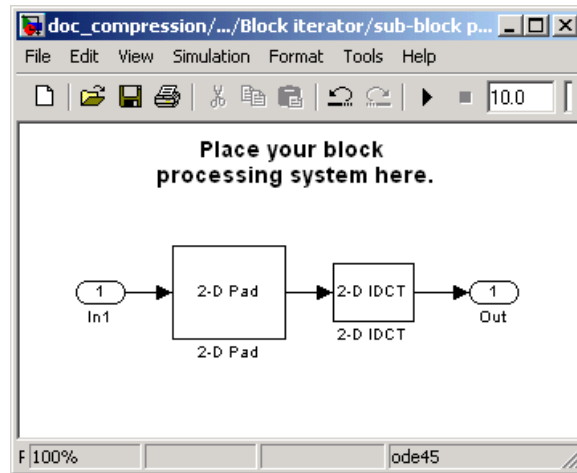 doc_compression/.../Block iterator/sub-block p...
File Edit View Simulation Format Tools Help
10.0
Place your block
processing system here.
1 2-D Pad 2-D IDCT 1
In1 2-D Pad 2-D IDCT Out
F 100% ode45